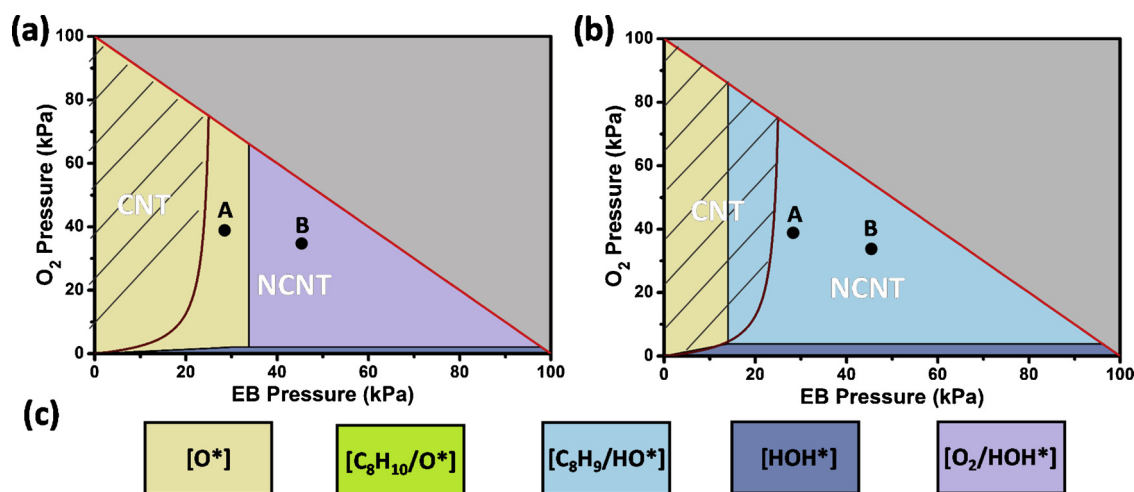 (a)
100
80
60
40
20
0
O₂ Pressure (kPa)
CNT
A
B
NCNT
0 20 40 60 80 100
EB Pressure (kPa)
(b)
100
80
60
40
20
0
O₂ Pressure (kPa)
CNT
A
B
NCNT
0 20 40 60 80 100
EB Pressure (kPa)
(c)
[O*] [C₈H₁₀/O*] [C₈H₉/HO*] [HOH*] [O₂/HOH*]